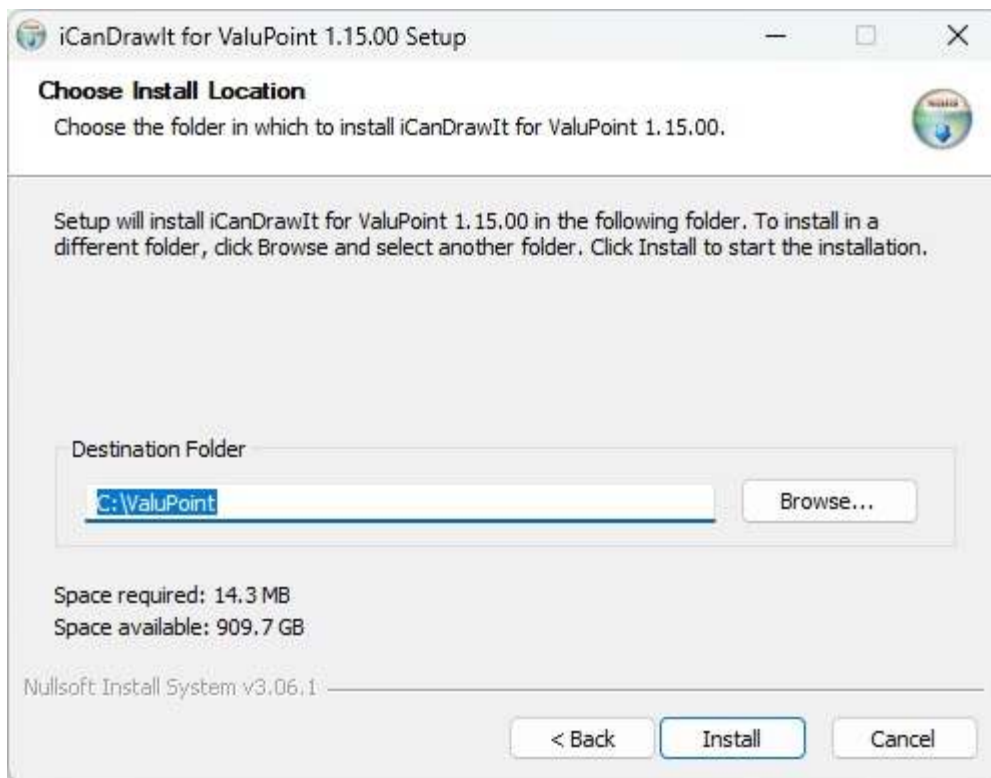 iCanDrawIt for ValuPoint 1.15.00 Setup
Choose Install Location
Choose the folder in which to install iCanDrawIt for ValuPoint 1.15.00.
Setup will install iCanDrawIt for ValuPoint 1.15.00 in the following folder. To install in a
different folder, click Browse and select another folder. Click Install to start the installation.
Destination Folder
C:\ValuPoint
Browse...
Space required: 14.3 MB
Space available: 909.7 GB
Nullsoft Install System v3.06.1
< Back
Install
Cancel